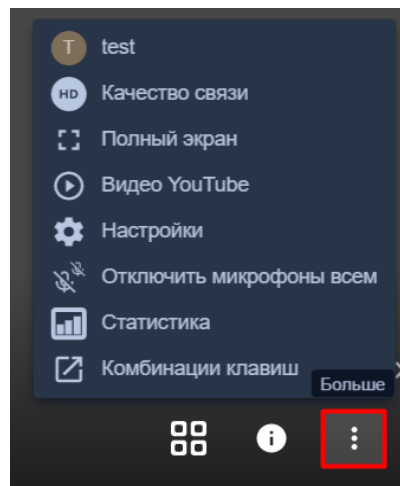 T test
HD Качество связи
Полный экран
Видео YouTube
Настройки
Отключить микрофоны всем
Статистика
Комбинации клавиш
Больше